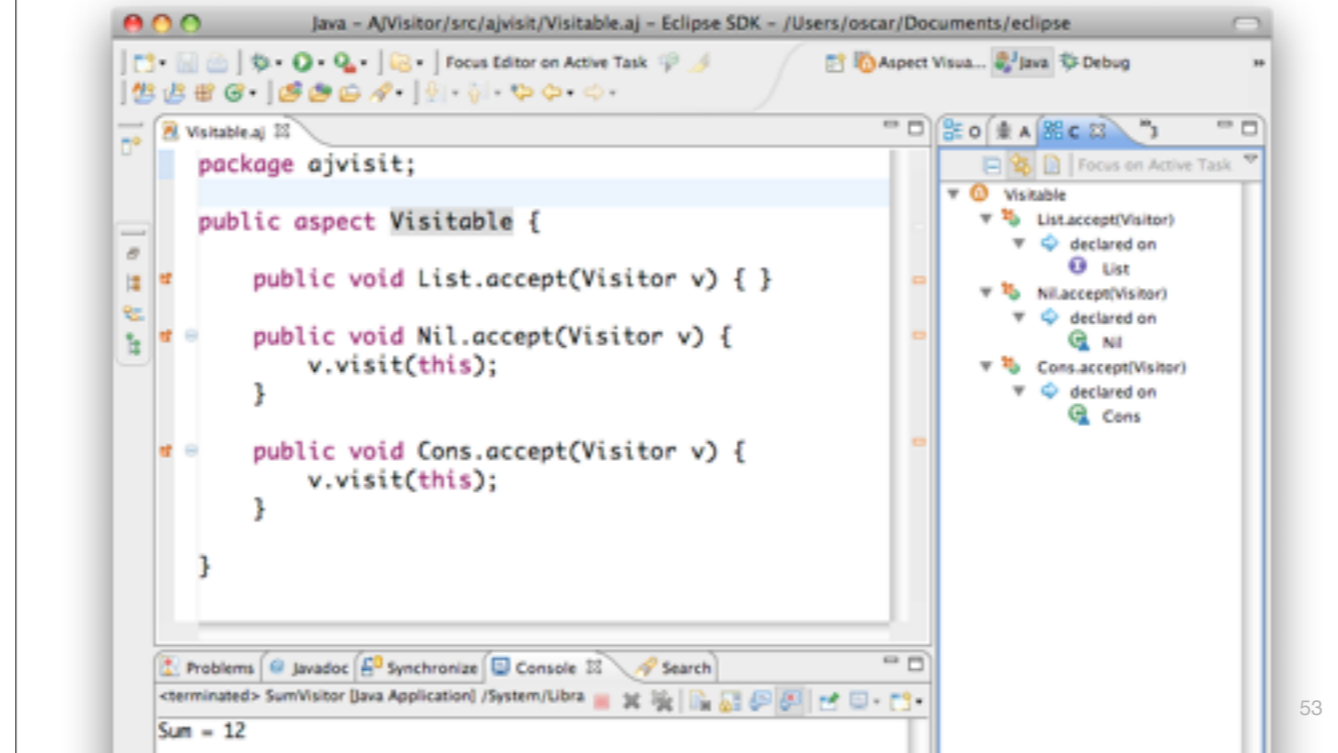 Java - AJVisitor/src/ajvisit/Visitable.aj - Eclipse SDK - /Users/oscar/Documents/eclipse
Focus Editor on Active Task
Aspect Visua... Java Debug
Visitable.aj
package ajvisit;
public aspect Visitable {
public void List.accept(Visitor v) { }
public void Nil.accept(Visitor v) {
v.visit(this);
}
public void Cons.accept(Visitor v) {
v.visit(this);
}
}
O A C
Focus on Active Task
Visitable
List.accept(Visitor)
declared on
List
Nil.accept(Visitor)
declared on
Nil
Cons.accept(Visitor)
declared on
Cons
Problems Javadoc Synchronize Console Search
<terminated> SumVisitor [Java Application] /System/Libra
Sum = 12
53